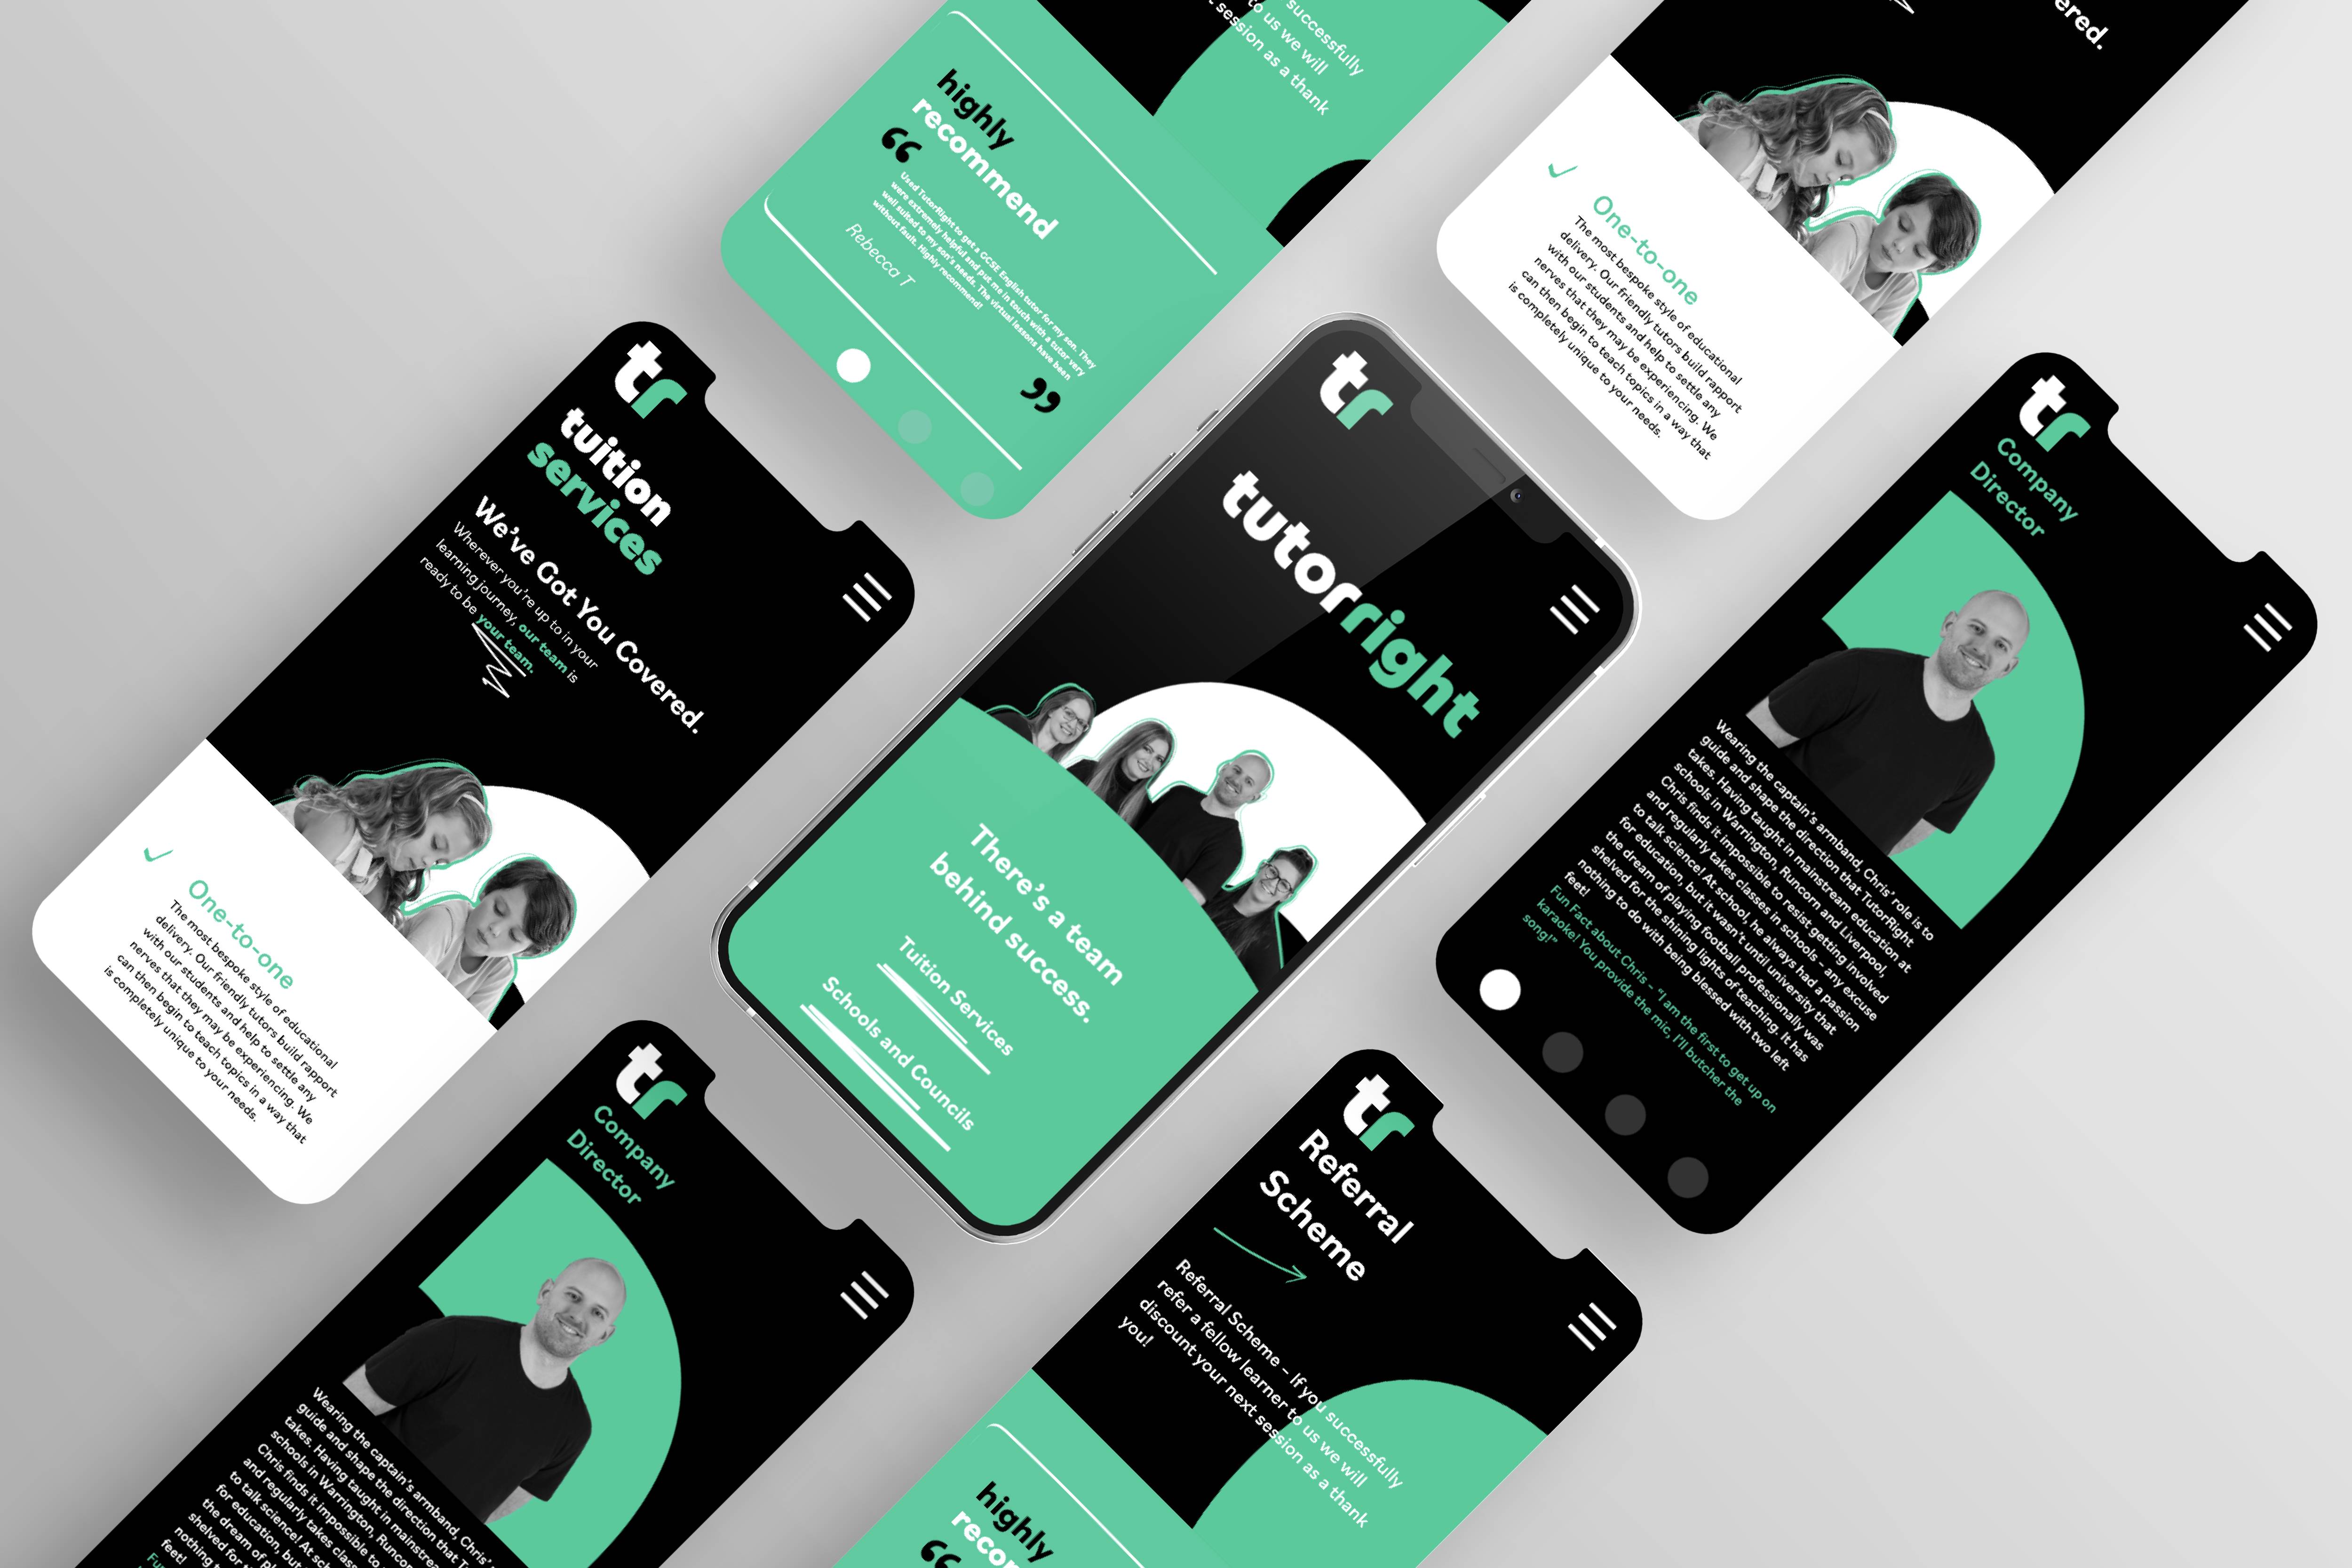 successfully
to us we will
t session as a thank
highly
recommend
“
Used TutorRight to get a GCSE English tutor for my son. They
were extremely helpful and put me in touch with a tutor very
well suited to my son's needs. The virtual lessons have been
without fault. Highly recommend!
”
Rebecca T
ered.
One-to-one
The most bespoke style of educational
delivery. Our friendly tutors build rapport
with our students and help to settle any
nerves that they may be experiencing. We
can then begin to teach topics in a way that
is completely unique to your needs.
tr
tuition
services
We've Got You Covered.
Wherever you're up to in your
learning journey, our team is
ready to be your team.
One-to-one
The most bespoke style of educational
delivery. Our friendly tutors build rapport
with our students and help to settle any
nerves that they may be experiencing. We
can then begin to teach topics in a way that
is completely unique to your needs.
tr
tutorright
There's a team
behind success.
Tuition Services
Schools and Councils
tr
Company
Director
Wearing the captain's armband, Chris' role is to
guide and shape the direction that TutorRight
takes. Having taught in mainstream education at
schools in Warrington, Runcorn and Liverpool,
Chris finds it impossible to resist getting involved
and regularly takes classes in schools – any excuse
to talk science! At school, he always had a passion
for education, but it wasn't until university that
the dream of playing football professionally was
shelved for the shining lights of teaching. It has
nothing to do with being blessed with two left
feet!
Fun Fact about Chris – "I am the first to get up on
karaoke! You provide the mic, I'll butcher the
song!"
tr
Company
Director
Wearing the captain's armband, Chris'
guide and shape the direction that T
takes. Having taught in mainstrea
schools in Warrington, Runcor
Chris finds it impossible to
and regularly takes class
to talk science! At sch
for education, but
the dream of p
shelved for t
nothing t
feet!
Fu
tr
Referral
Scheme
Referral Scheme – If you successfully
refer a fellow learner to us we will
discount your next session as a thank
you!
highly
recom
“